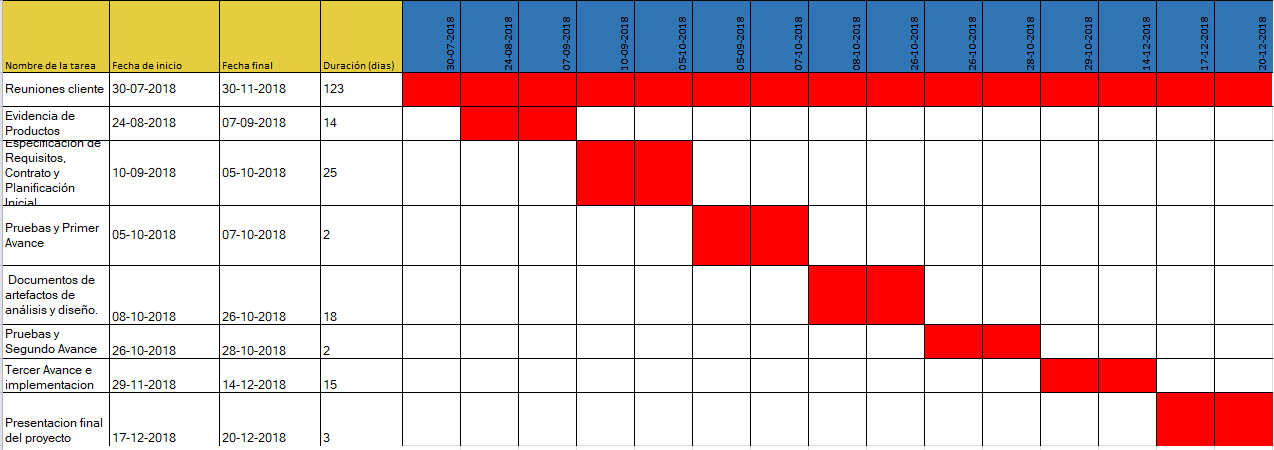 Nombre de la tarea Fecha de inicio Fecha final Duración (dias) 30-07-2018 24-08-2018 07-09-2018 10-09-2018 05-10-2018 05-09-2018 07-10-2018 08-10-2018 26-10-2018 26-10-2018 28-10-2018 29-10-2018 14-12-2018 17-12-2018 20-12-2018
Reuniones cliente 30-07-2018 30-11-2018 123
Evidencia de
Productos 24-08-2018 07-09-2018 14
Especificación de
Requisitos,
Contrato y
Planificación
Inicial 10-09-2018 05-10-2018 25
Pruebas y Primer
Avance 05-10-2018 07-10-2018 2
Documentos de
artefactos de
análisis y diseño. 08-10-2018 26-10-2018 18
Pruebas y
Segundo Avance 26-10-2018 28-10-2018 2
Tercer Avance e
implementacion 29-11-2018 14-12-2018 15
Presentacion final
del proyecto 17-12-2018 20-12-2018 3